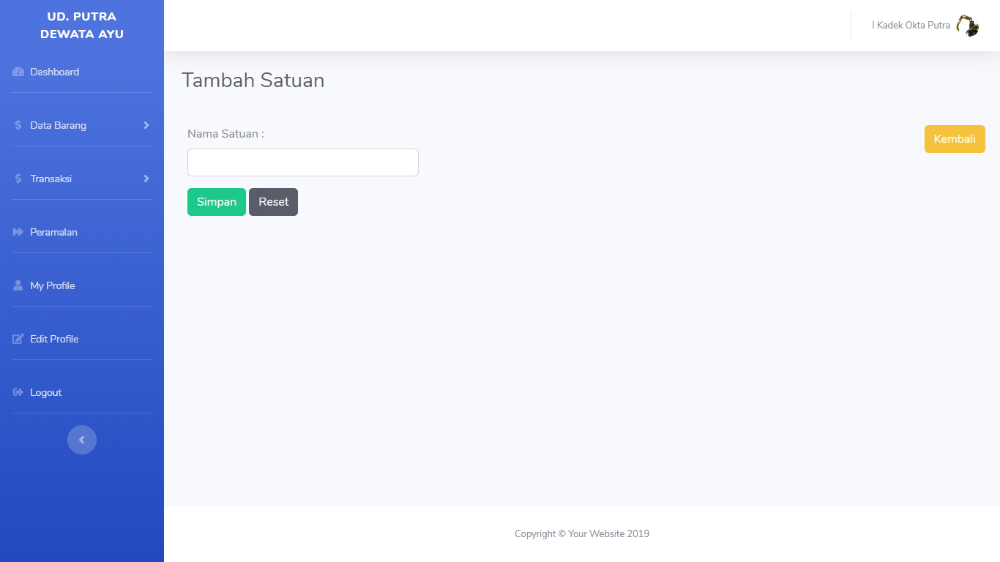 UD. PUTRA
DEWATA AYU
Dashboard
Data Barang
Transaksi
Peramalan
My Profile
Edit Profile
Logout
I Kadek Okta Putra
Tambah Satuan
Nama Satuan :
Kembali
Simpan Reset
Copyright © Your Website 2019